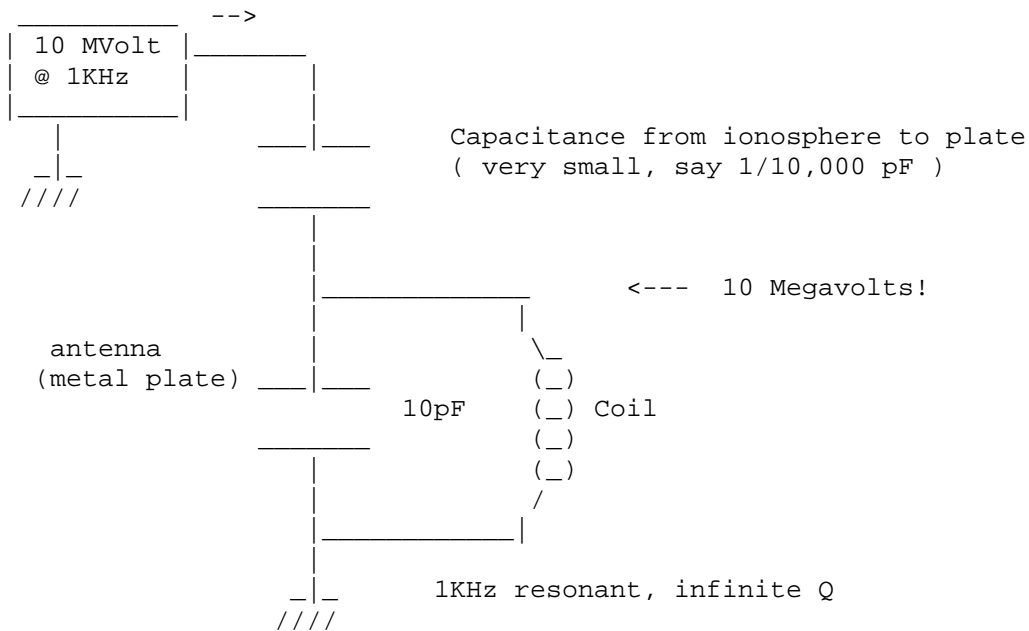 -->
10 MVolt
@ 1KHz
Capacitance from ionosphere to plate
( very small, say 1/10,000 pF )
////
<--- 10 Megavolts!
antenna
(metal plate)
10pF
Coil
1KHz resonant, infinite Q
////